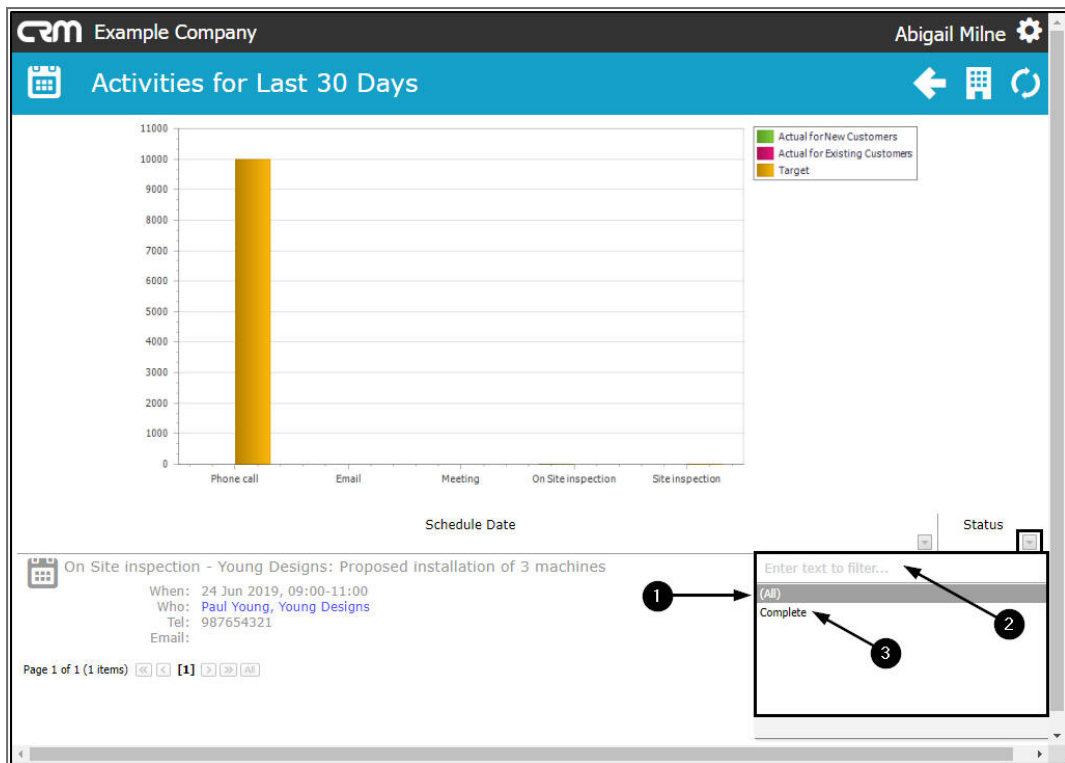 CRM Example Company
Abigail Milne
Activities for Last 30 Days
11000
10000
9000
8000
7000
6000
5000
4000
3000
2000
1000
0
Phone call Email Meeting On Site inspection Site inspection
Actual for New Customers
Actual for Existing Customers
Target
Schedule Date
Status
On Site inspection - Young Designs: Proposed installation of 3 machines
When: 24 Jun 2019, 09:00-11:00
Who: Paul Young, Young Designs
Tel: 987654321
Email:
Page 1 of 1 (1 items) << < [1] > >> All
Enter text to filter...
(All)
Complete
1
2
3